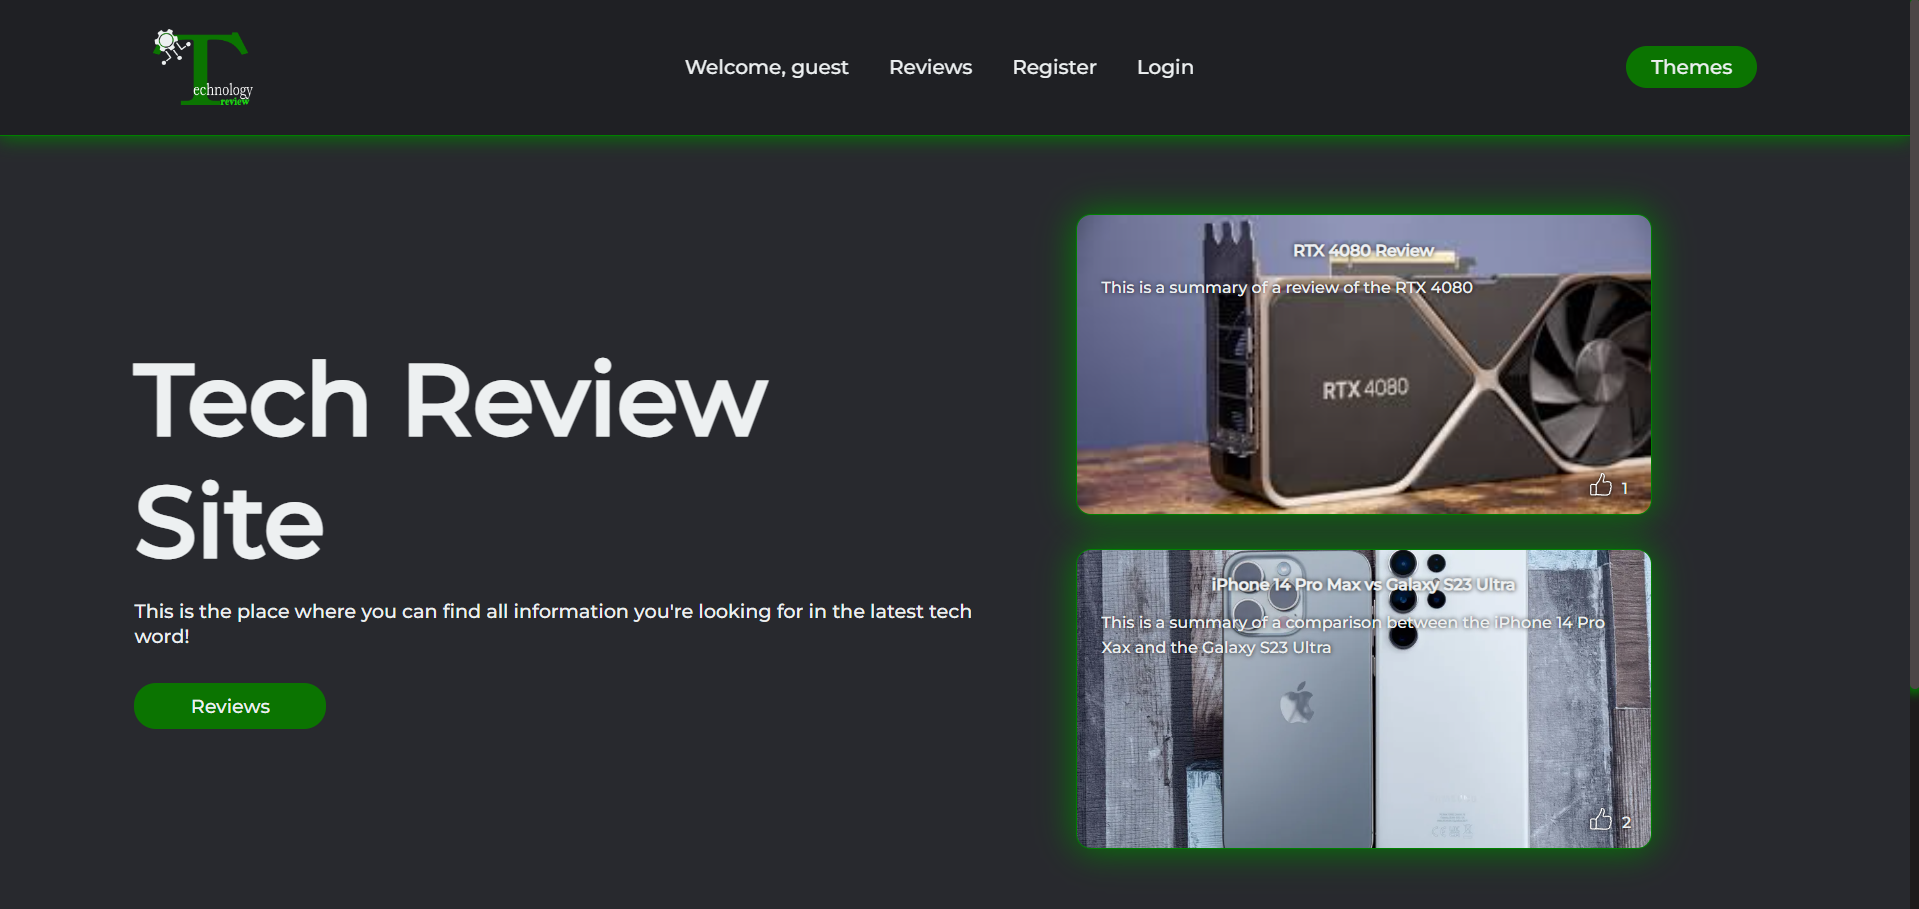 Technology
review
Welcome, guest
Reviews
Register
Login
Themes
Tech Review
Site
This is the place where you can find all information you're looking for in the latest tech
word!
Reviews
RTX 4080 Review
This is a summary of a review of the RTX 4080
RTX 4080
1
iPhone 14 Pro Max vs Galaxy S23 Ultra
This is a summary of a comparison between the iPhone 14 Pro
Xax and the Galaxy S23 Ultra
2